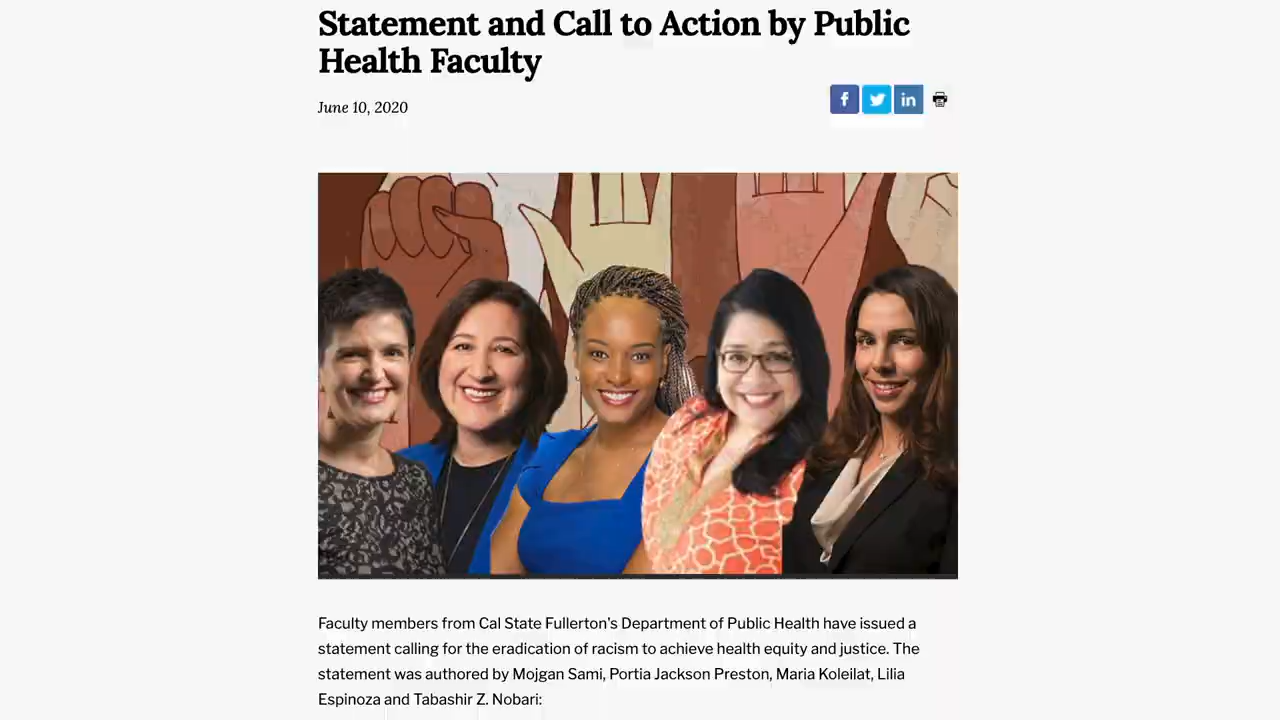 Statement and Call to Action by Public
Health Faculty
June 10, 2020
f
in
Faculty members from Cal State Fullerton's Department of Public Health have issued a
statement calling for the eradication of racism to achieve health equity and justice. The
statement was authored by Mojgan Sami, Portia Jackson Preston, Maria Koleilat, Lilia
Espinoza and Tabashir Z. Nobari: